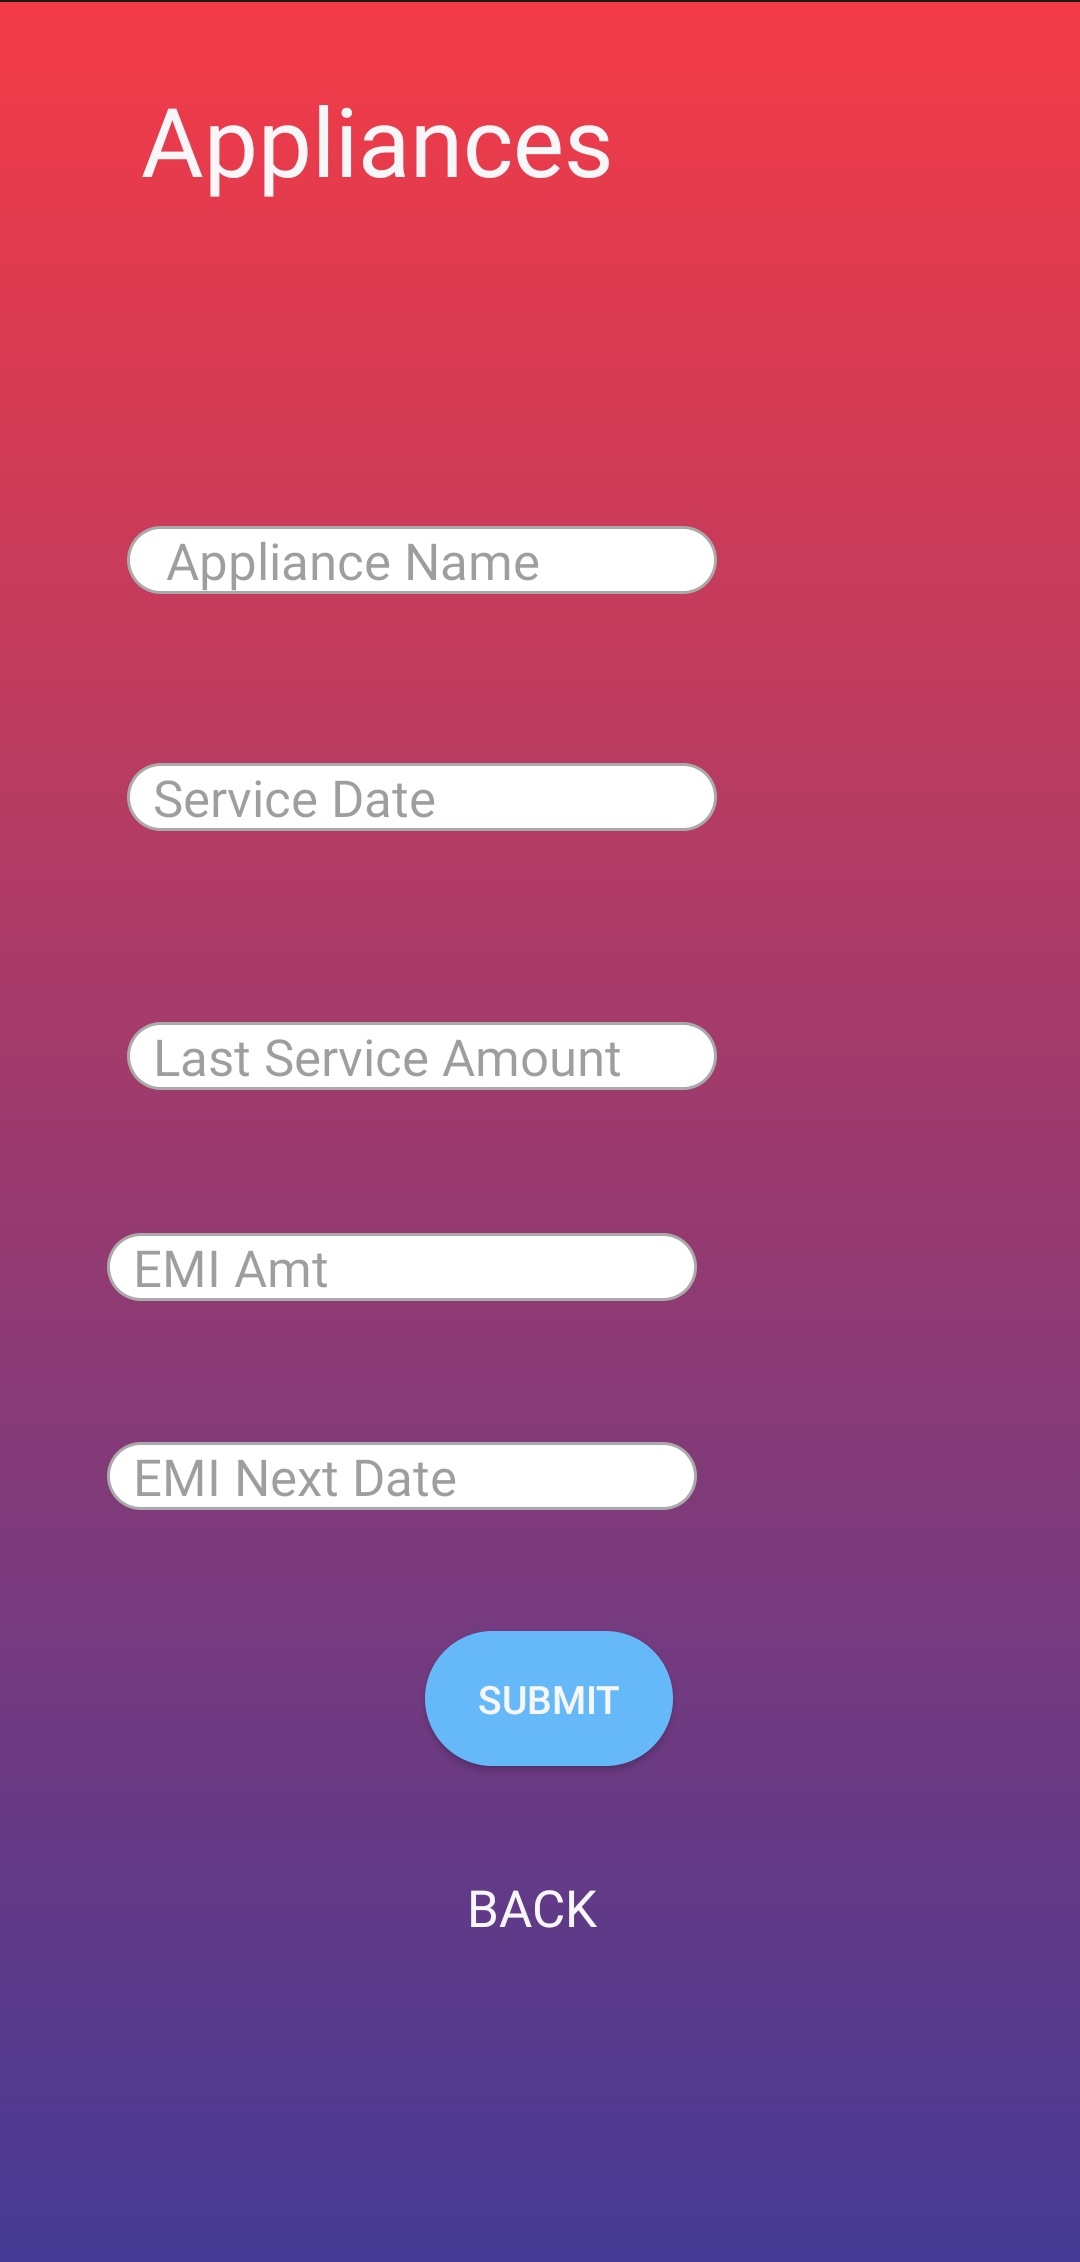 Appliances
Appliance Name
Service Date
Last Service Amount
EMI Amt
EMI Next Date
SUBMIT
BACK